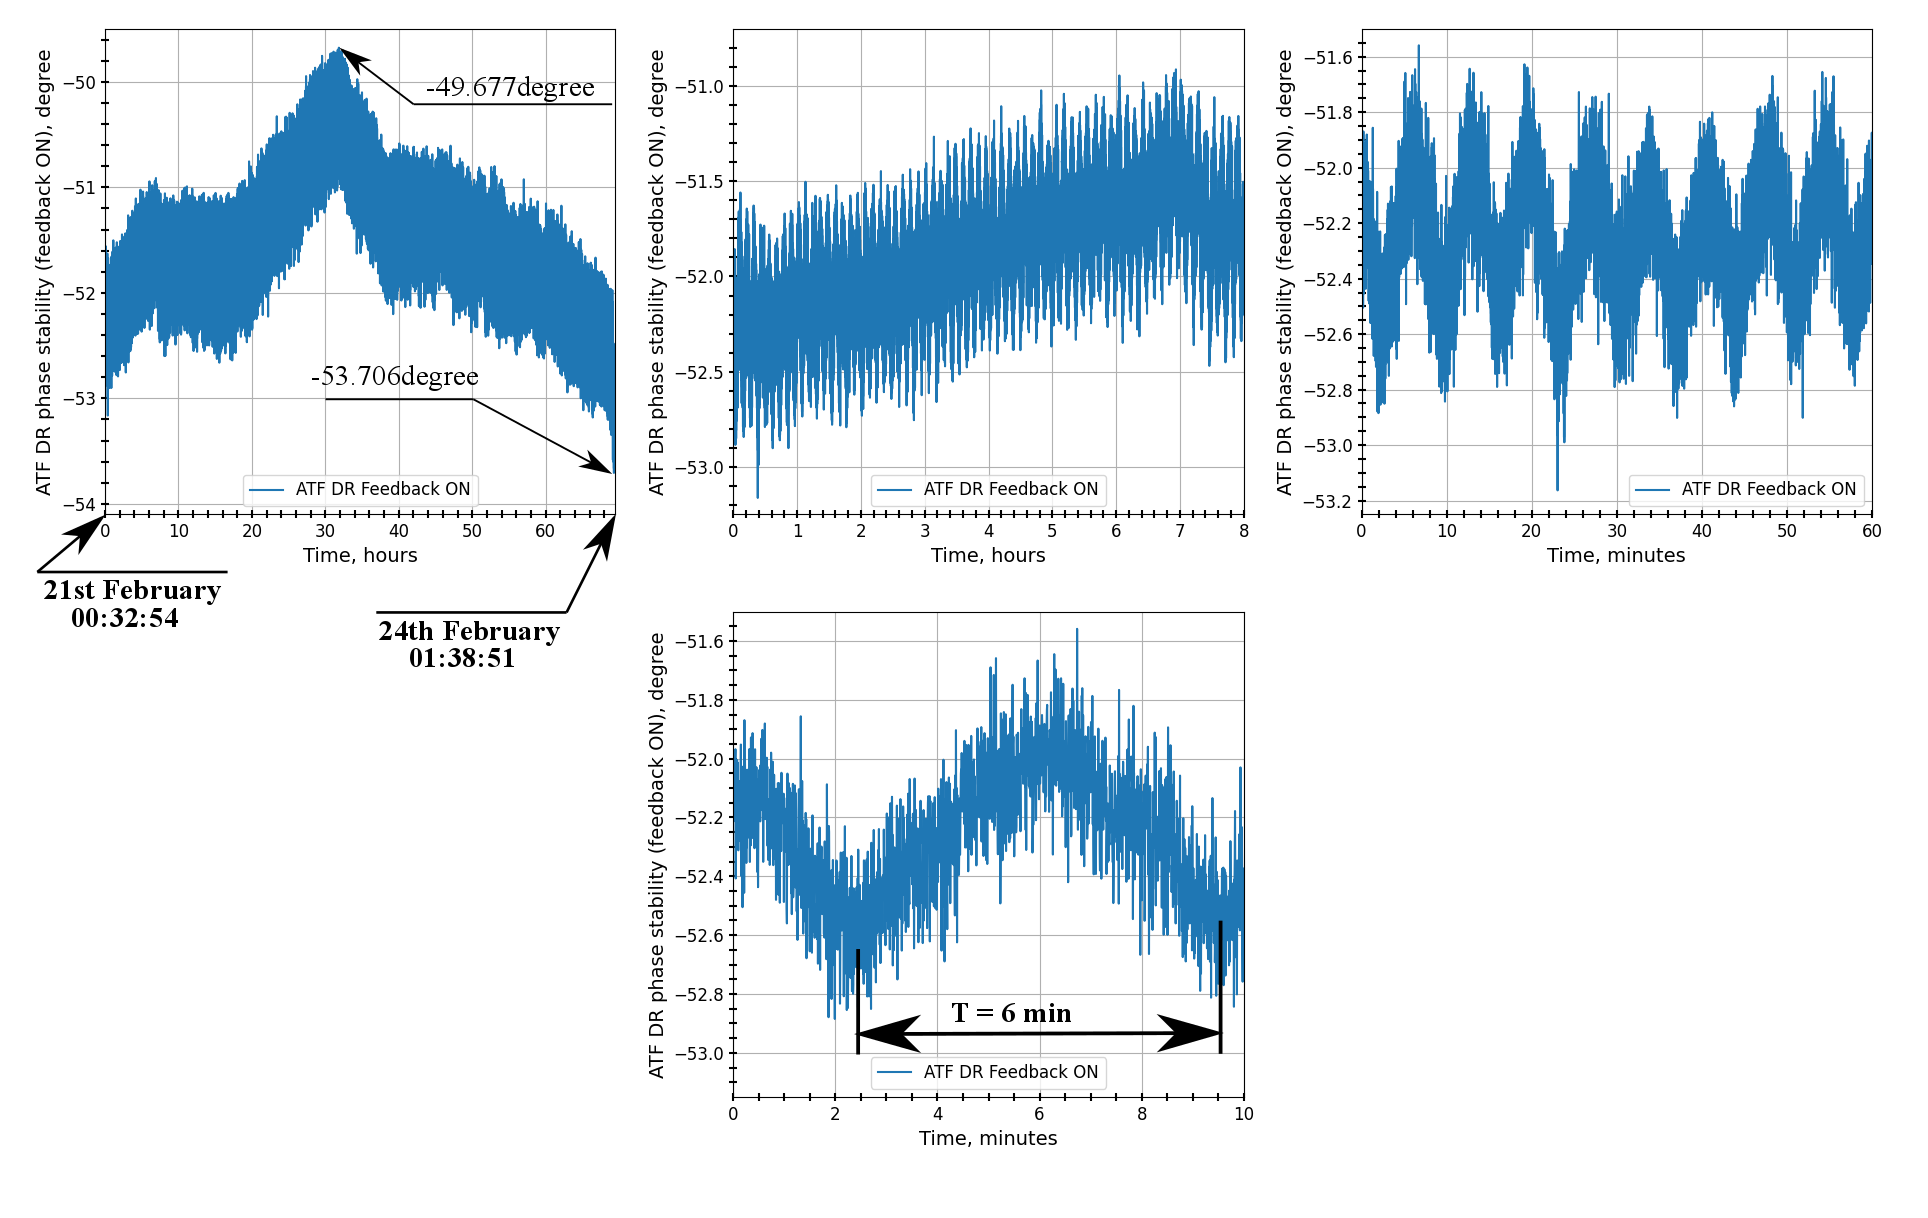 ATF DR phase stability (feedback ON), degree
−50
−51
−52
−53
−54
-49.677degree
-53.706degree
ATF DR Feedback ON
0 10 20 30 40 50 60
Time, hours
21st February
00:32:54
24th February
01:38:51
ATF DR phase stability (feedback ON), degree
−51.0
−51.5
−52.0
−52.5
−53.0
ATF DR Feedback ON
0 1 2 3 4 5 6 7 8
Time, hours
ATF DR phase stability (feedback ON), degree
−51.6
−51.8
−52.0
−52.2
−52.4
−52.6
−52.8
−53.0
−53.2
ATF DR Feedback ON
0 10 20 30 40 50 60
Time, minutes
ATF DR phase stability (feedback ON), degree
−51.6
−51.8
−52.0
−52.2
−52.4
−52.6
−52.8
−53.0
T = 6 min
ATF DR Feedback ON
0 2 4 6 8 10
Time, minutes